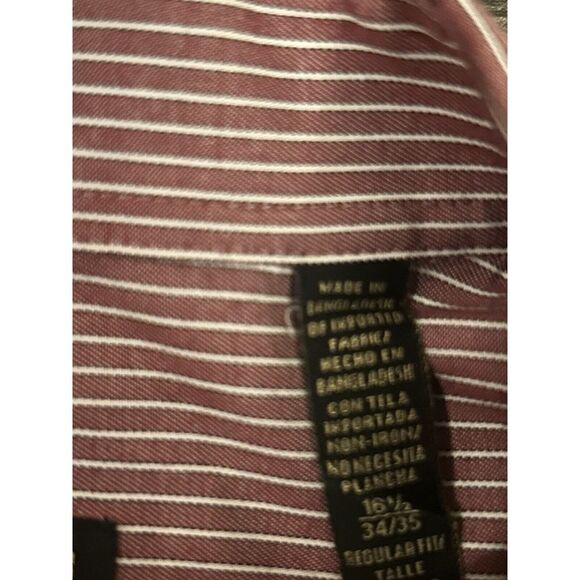 MADE IN
BANGLADESH
OF IMPORTED
FABRIC/
HECHO EN
BANGLADESH
CON TELA
IMPORTADA
NON-IRON/
NO NECESITA
PLANCHA
16½
34/35
REGULAR FIT/
TALLE